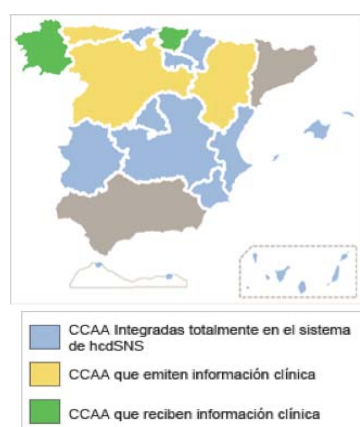 CCAA Integradas totalmente en el sistema
de hcdSNS
CCAA que emiten información clínica
CCAA que reciben información clínica